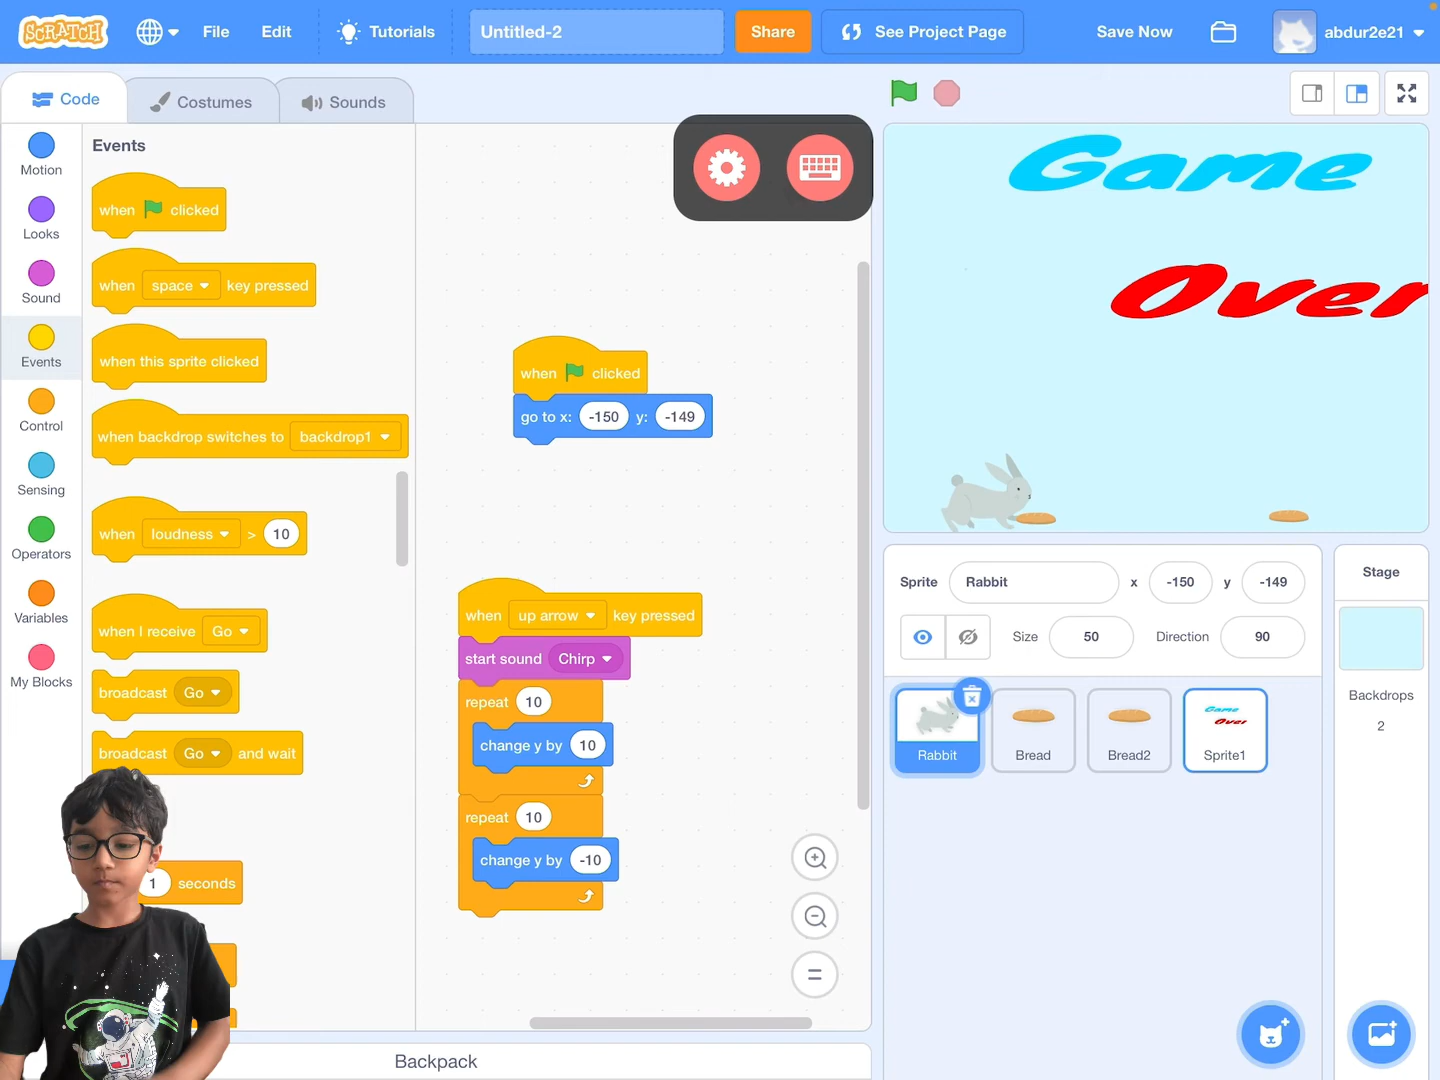 SCRATCH
File
Edit
Tutorials
Untitled-2
Share
See Project Page
Save Now
abdur2e21
Code
Costumes
Sounds
Motion
Looks
Sound
Events
Control
Sensing
Operators
Variables
My Blocks
Events
when clicked
when space key pressed
when this sprite clicked
when backdrop switches to backdrop1
when loudness > 10
when I receive Go
broadcast Go
broadcast Go and wait
1 seconds
when clicked
go to x: -150 y: -149
when up arrow key pressed
start sound Chirp
repeat 10
change y by 10
repeat 10
change y by -10
=
Backpack
Game
Over
Sprite Rabbit x -150 y -149
Size 50 Direction 90
Rabbit
Bread
Bread2
Game
Over
Sprite1
Stage
Backdrops
2